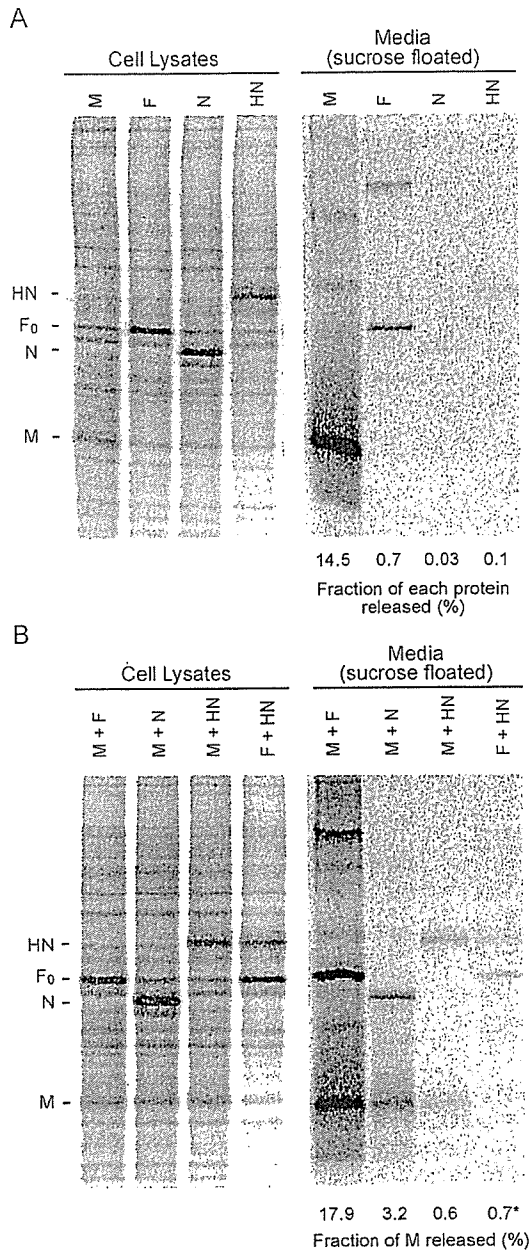 A
Cell Lysates
Media
(sucrose floated)
M F N HN
M F N HN
HN
F0
N
M
14.5 0.7 0.03 0.1
Fraction of each protein
released (%)
B
Cell Lysates
Media
(sucrose floated)
M + F M + N M + HN F + HN
M + F M + N M + HN F + HN
HN
F0
N
M
17.9 3.2 0.6 0.7*
Fraction of M released (%)